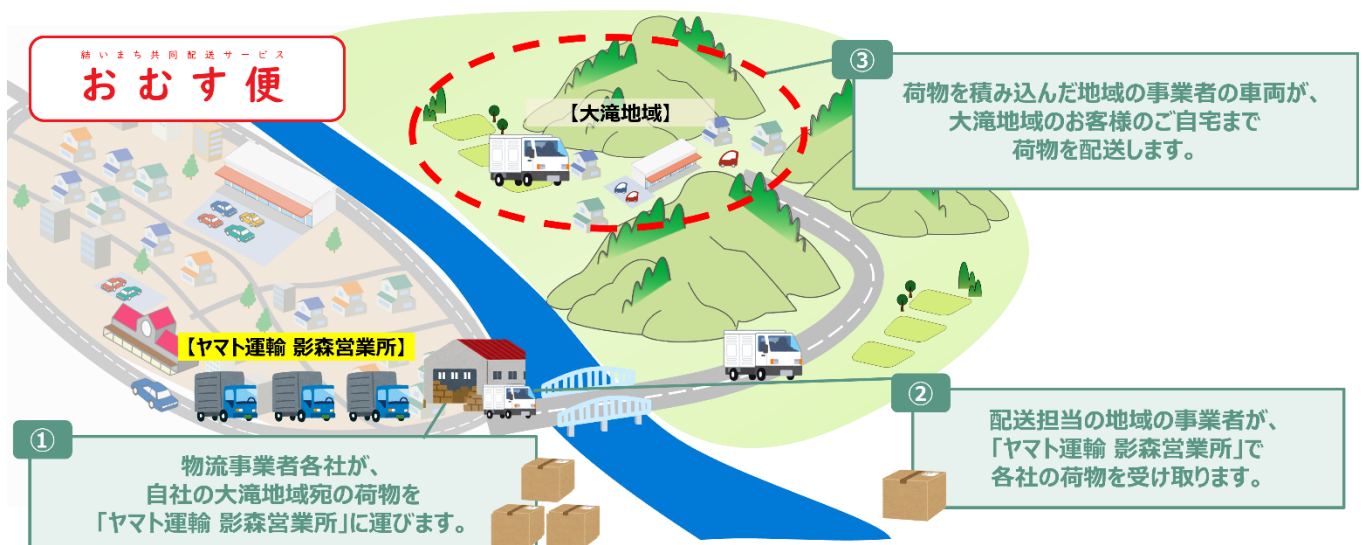 結いまち共同配送サービス
おむす便
【大滝地域】
③
荷物を積み込んだ地域の事業者の車両が、
大滝地域のお客様のご自宅まで
荷物を配送します。
【ヤマト運輸 影森営業所】
①
物流事業者各社が、
自社の大滝地域宛の荷物を
「ヤマト運輸 影森営業所」に運びます。
②
配送担当の地域の事業者が、
「ヤマト運輸 影森営業所」で
各社の荷物を受け取ります。